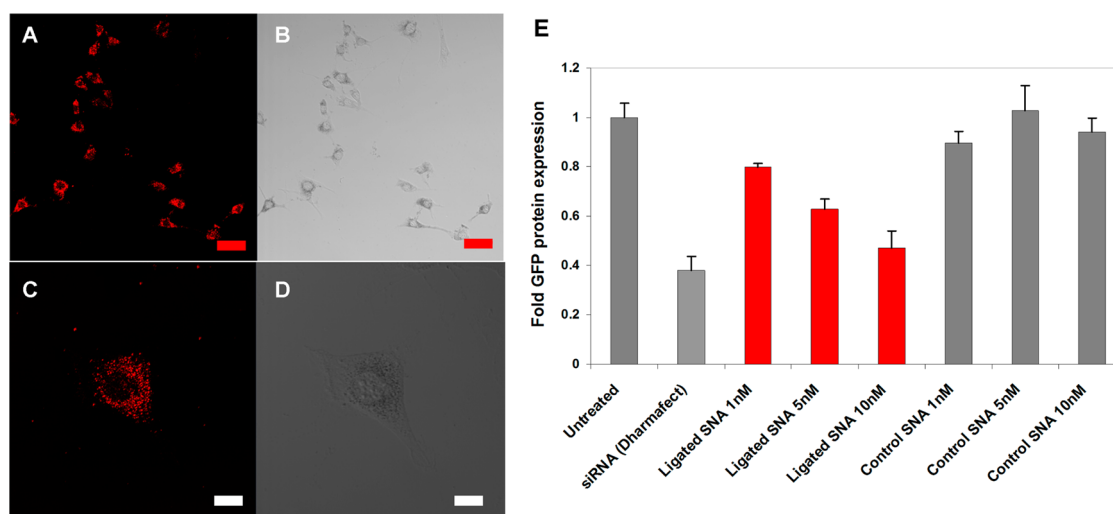 A
B
C
D
E
Fold GFP protein expression
1.2
1
0.8
0.6
0.4
0.2
0
Untreated
siRNA (Dharmafect)
Ligated SNA 1nM
Ligated SNA 5nM
Ligated SNA 10nM
Control SNA 1nM
Control SNA 5nM
Control SNA 10nM